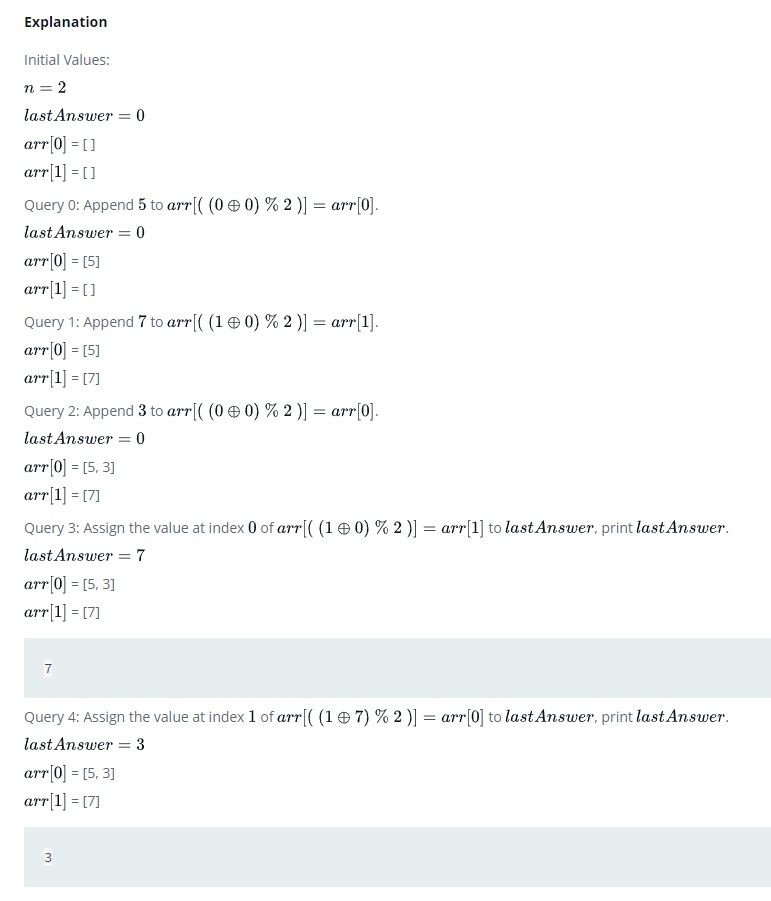 Explanation
Initial Values:
n = 2
lastAnswer = 0
arr[0] = [ ]
arr[1] = [ ]
Query 0: Append 5 to arr[( (0 ⊕ 0) % 2 )] = arr[0].
lastAnswer = 0
arr[0] = [5]
arr[1] = [ ]
Query 1: Append 7 to arr[( (1 ⊕ 0) % 2 )] = arr[1].
arr[0] = [5]
arr[1] = [7]
Query 2: Append 3 to arr[( (0 ⊕ 0) % 2 )] = arr[0].
lastAnswer = 0
arr[0] = [5, 3]
arr[1] = [7]
Query 3: Assign the value at index 0 of arr[( (1 ⊕ 0) % 2 )] = arr[1] to lastAnswer, print lastAnswer.
lastAnswer = 7
arr[0] = [5, 3]
arr[1] = [7]
7
Query 4: Assign the value at index 1 of arr[( (1 ⊕ 7) % 2 )] = arr[0] to lastAnswer, print lastAnswer.
lastAnswer = 3
arr[0] = [5, 3]
arr[1] = [7]
3